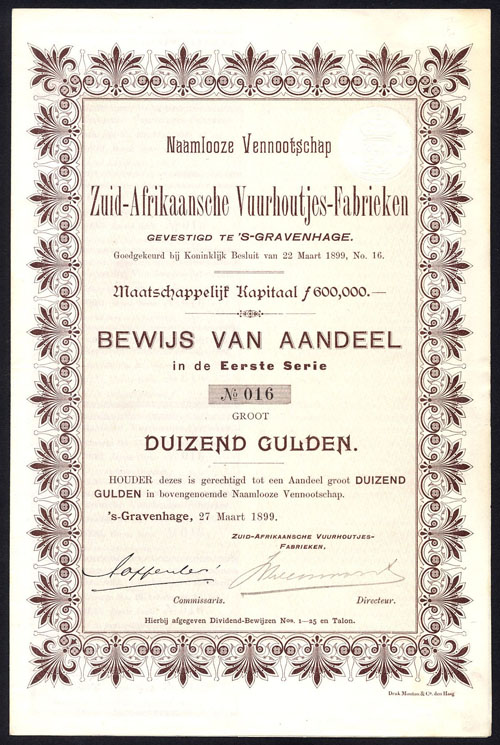 Naamlooze Vennootschap
Zuid-Afrikaansche Vuurhoutjes-Fabrieken
GEVESTIGD TE 'S-GRAVENHAGE.
Goedgekeurd bij Koninklijk Besluit van 22 Maart 1899, No. 16.
Maatschappelijk Kapitaal ƒ 600,000.—
BEWIJS VAN AANDEEL
in de Eerste Serie
No 016
GROOT
DUIZEND GULDEN.
HOUDER dezes is gerechtigd tot een Aandeel groot DUIZEND
GULDEN in bovengenoemde Naamlooze Vennootschap.
's-Gravenhage, 27 Maart 1899.
ZUID-AFRIKAANSCHE VUURHOUTJES-
FABRIEKEN,
Commissaris. Directeur.
Hierbij afgegeven Dividend-Bewijzen Nos. 1—25 en Talon.
Druk Mouton & Co. den Haag